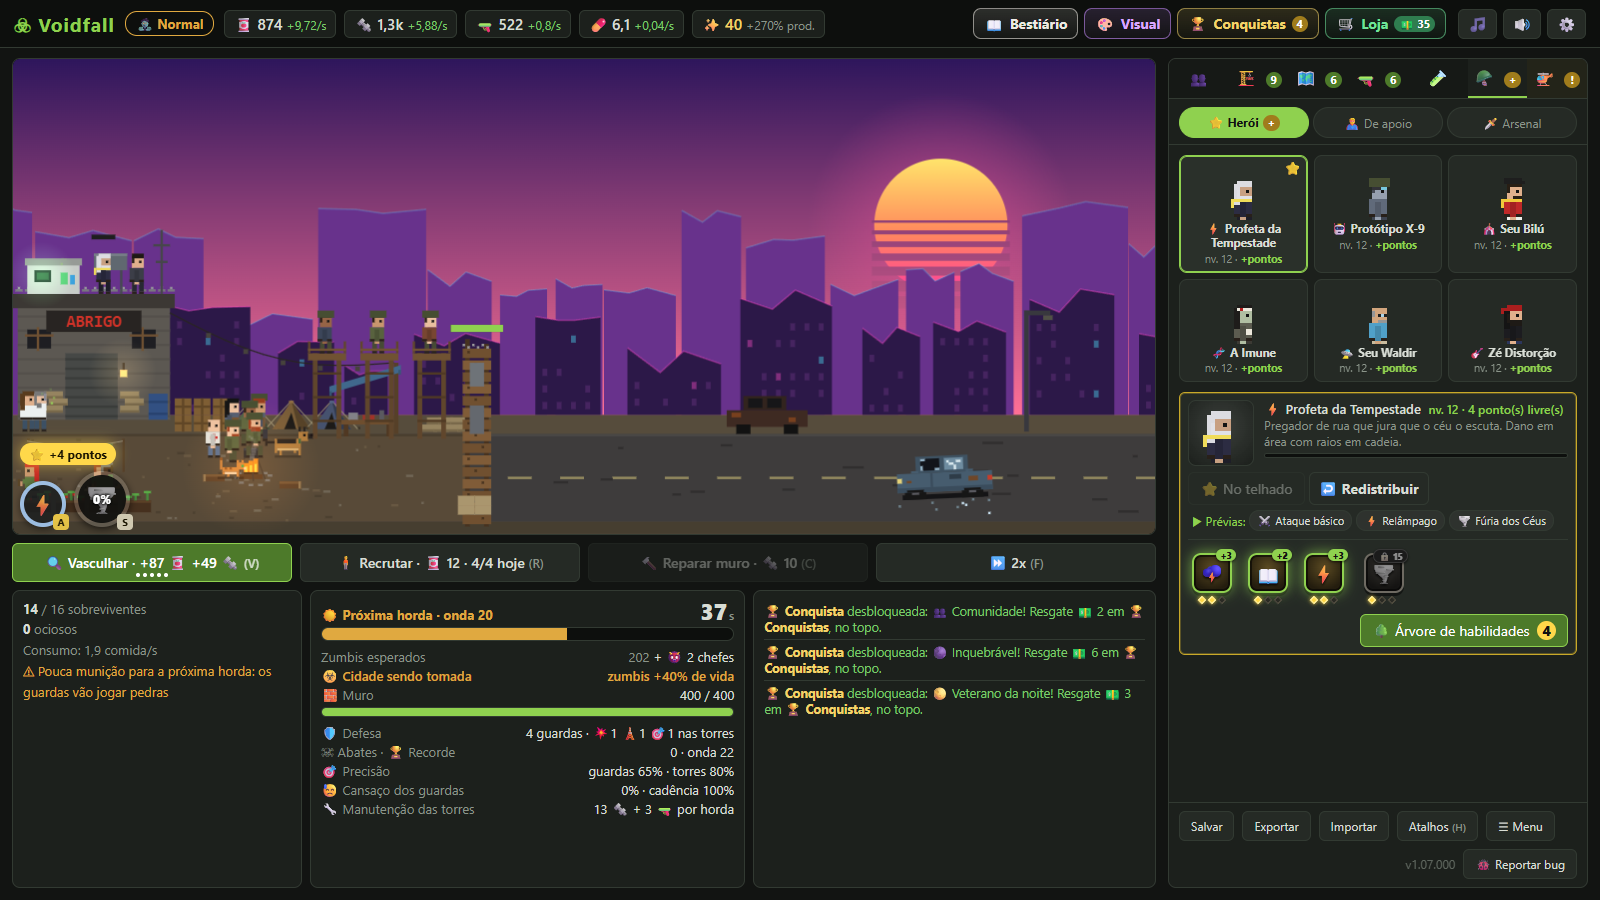 Voidfall
Normal
874 +9,72/s
1,3k +5,88/s
522 +0,8/s
6,1 +0,04/s
40 +270% prod.
Bestiário
Visual
Conquistas 4
Loja 35
9
6
6
+
!
Herói +
De apoio
Arsenal
Profeta da Tempestade
nv. 12 · +pontos
Protótipo X-9
nv. 12 · +pontos
Seu Bilú
nv. 12 · +pontos
A Imune
nv. 12 · +pontos
Seu Waldir
nv. 12 · +pontos
Zé Distorção
nv. 12 · +pontos
ABRIGO
+4 pontos
A
0%
S
Profeta da Tempestade nv. 12 · 4 ponto(s) livre(s)
Pregador de rua que jura que o céu o escuta. Dano em
área com raios em cadeia.
No telhado
Redistribuir
Prévias:
Ataque básico
Relâmpago
Fúria dos Céus
+3
+2
+3
15
Árvore de habilidades 4
Vasculhar · +87 +49 (V)
Recrutar · 12 · 4/4 hoje (R)
Reparar muro · 10 (C)
2x (F)
14 / 16 sobreviventes
0 ociosos
Consumo: 1,9 comida/s
Pouca munição para a próxima horda: os
guardas vão jogar pedras
Próxima horda · onda 20
37s
Zumbis esperados 202 + 2 chefes
Cidade sendo tomada zumbis +40% de vida
Muro 400 / 400
Defesa 4 guardas · 1 1 1 nas torres
Abates · Recorde 0 · onda 22
Precisão guardas 65% · torres 80%
Cansaço dos guardas 0% · cadência 100%
Manutenção das torres 13 + 3 por horda
Conquista desbloqueada: Comunidade! Resgate 2 em
Conquistas, no topo.
Conquista desbloqueada: Inquebrável! Resgate 6 em
Conquistas, no topo.
Conquista desbloqueada: Veterano da noite! Resgate 3
em Conquistas, no topo.
Salvar
Exportar
Importar
Atalhos (H)
☰ Menu
v1.07.000
Reportar bug